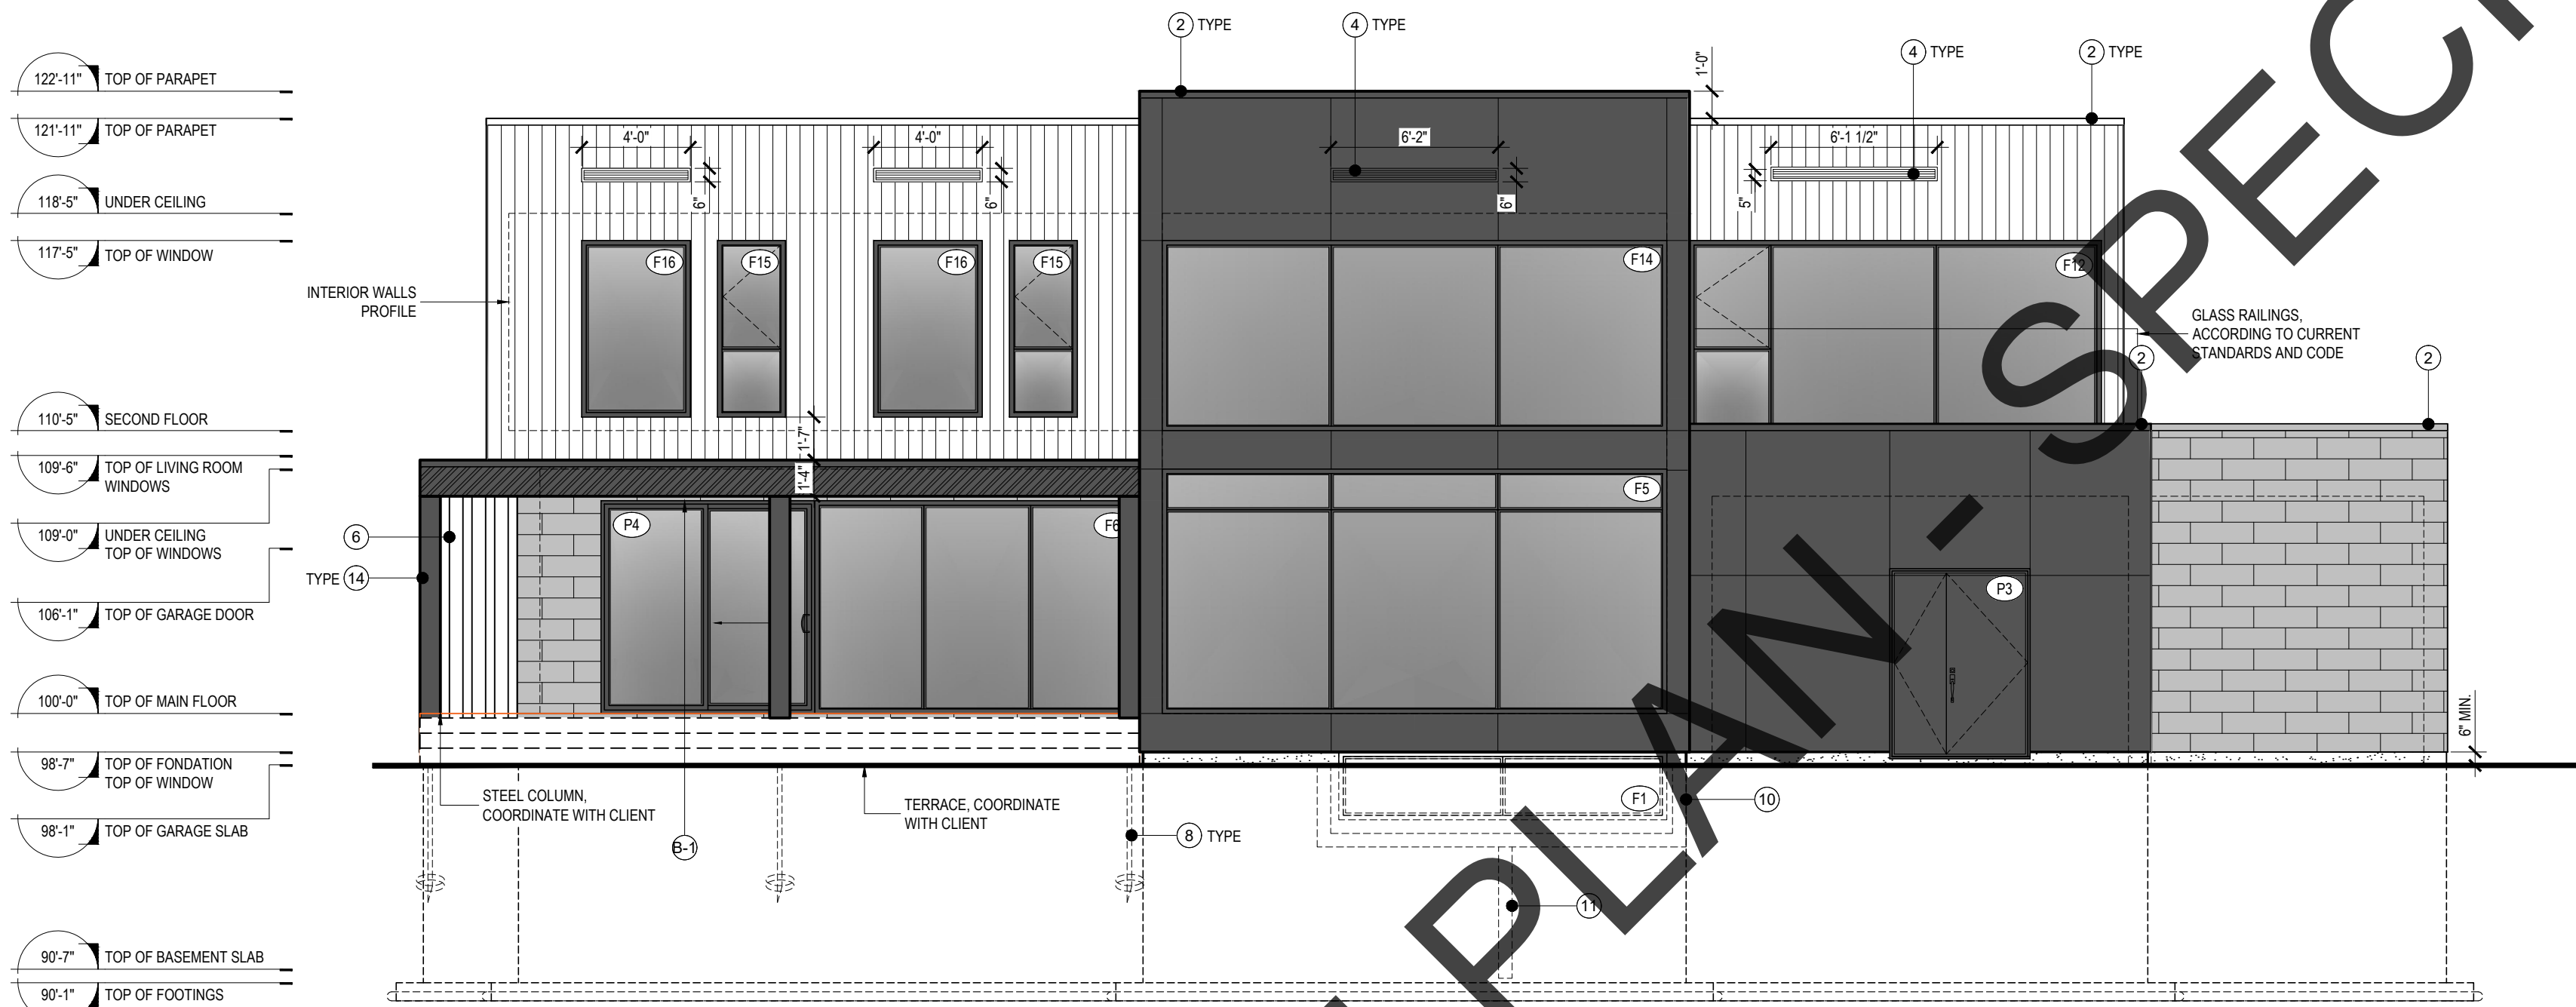 2 TYPE
4 TYPE
4 TYPE
2 TYPE
1'-0"
122'-11" TOP OF PARAPET
121'-11" TOP OF PARAPET
4'-0"
4'-0"
6'-2"
6'-1 1/2"
6"
6"
6"
5"
118'-5" UNDER CEILING
117'-5" TOP OF WINDOW
F16
F15
F16
F15
F14
F12
INTERIOR WALLS
PROFILE
GLASS RAILINGS,
ACCORDING TO CURRENT
STANDARDS AND CODE
2
2
110'-5" SECOND FLOOR
1'-7"
1'-4"
109'-6" TOP OF LIVING ROOM
WINDOWS
109'-0" UNDER CEILING
TOP OF WINDOWS
P4
F6
F5
6
TYPE 14
P3
106'-1" TOP OF GARAGE DOOR
100'-0" TOP OF MAIN FLOOR
6" MIN.
98'-7" TOP OF FONDATION
TOP OF WINDOW
98'-1" TOP OF GARAGE SLAB
STEEL COLUMN,
COORDINATE WITH CLIENT
TERRACE, COORDINATE
WITH CLIENT
F1
10
B-1
8 TYPE
11
90'-7" TOP OF BASEMENT SLAB
90'-1" TOP OF FOOTINGS
PLAN - SPEC